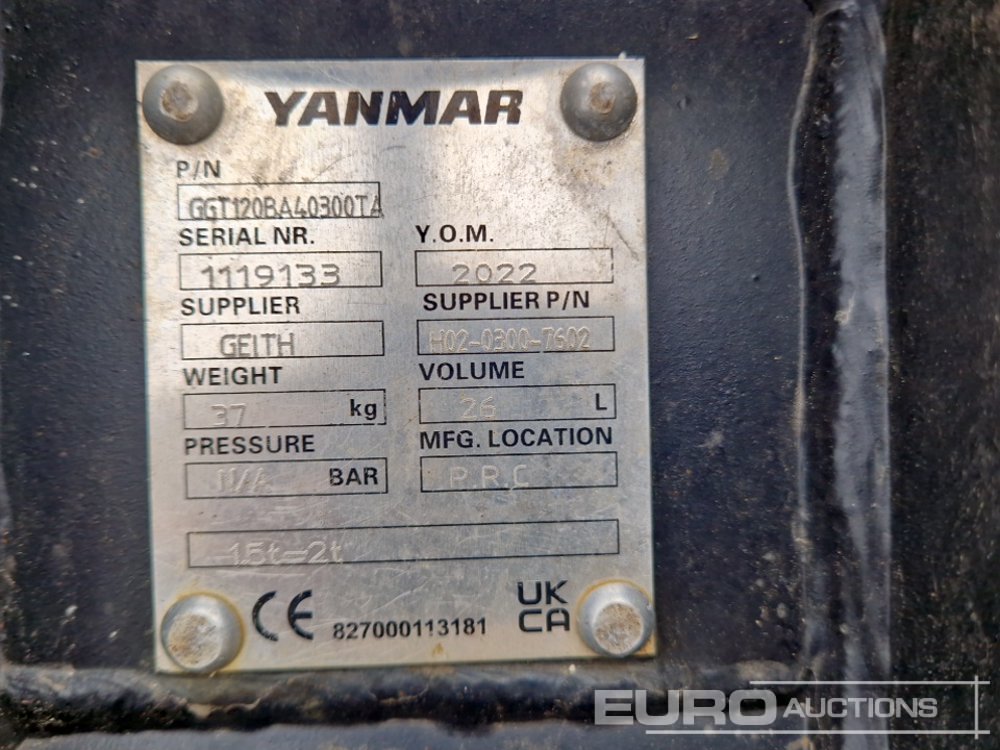 YANMAR
P/N
GGT120BA40300TA
SERIAL NR. Y.O.M.
1119133 2022
SUPPLIER SUPPLIER P/N
GEITH H02-0300-7602
WEIGHT VOLUME
37 kg 26 L
PRESSURE MFG. LOCATION
N/A BAR P.R.C
1.5t-2t
CE 827000113181 UK
CA
EURO AUCTIONS